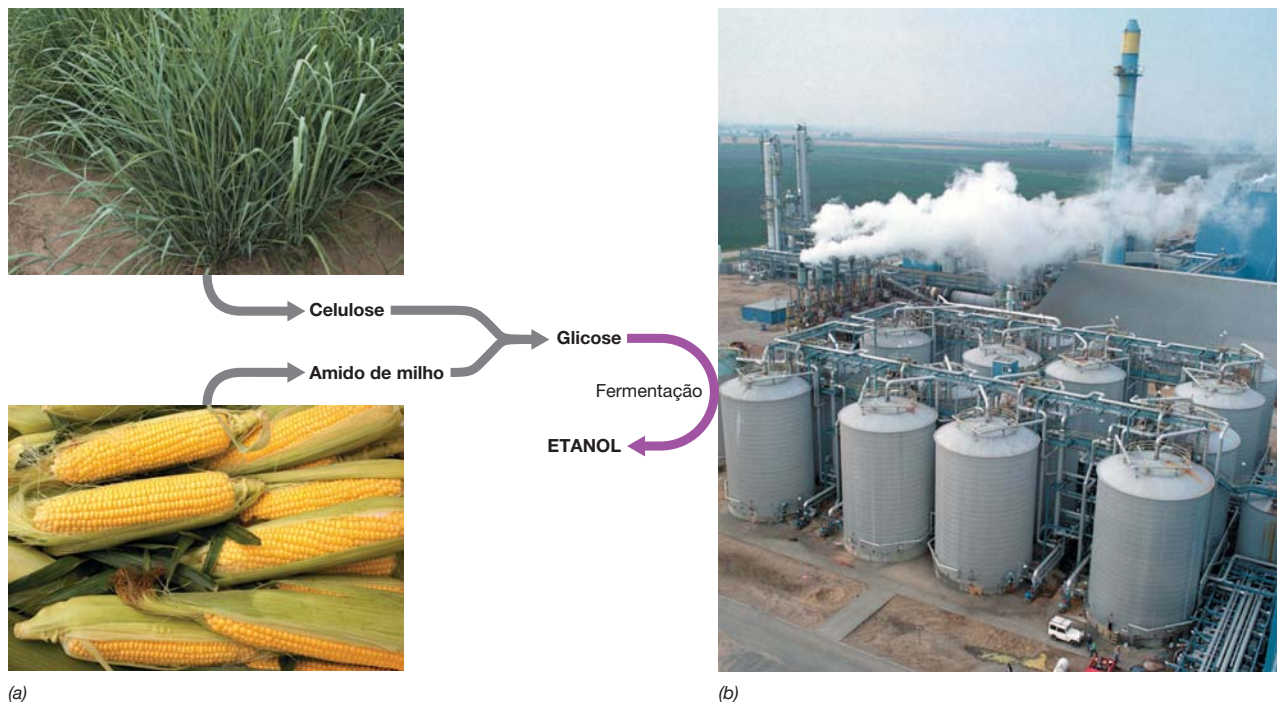 Celulose
Glicose
Amido de milho
Fermentação
ETANOL
(a)
(b)